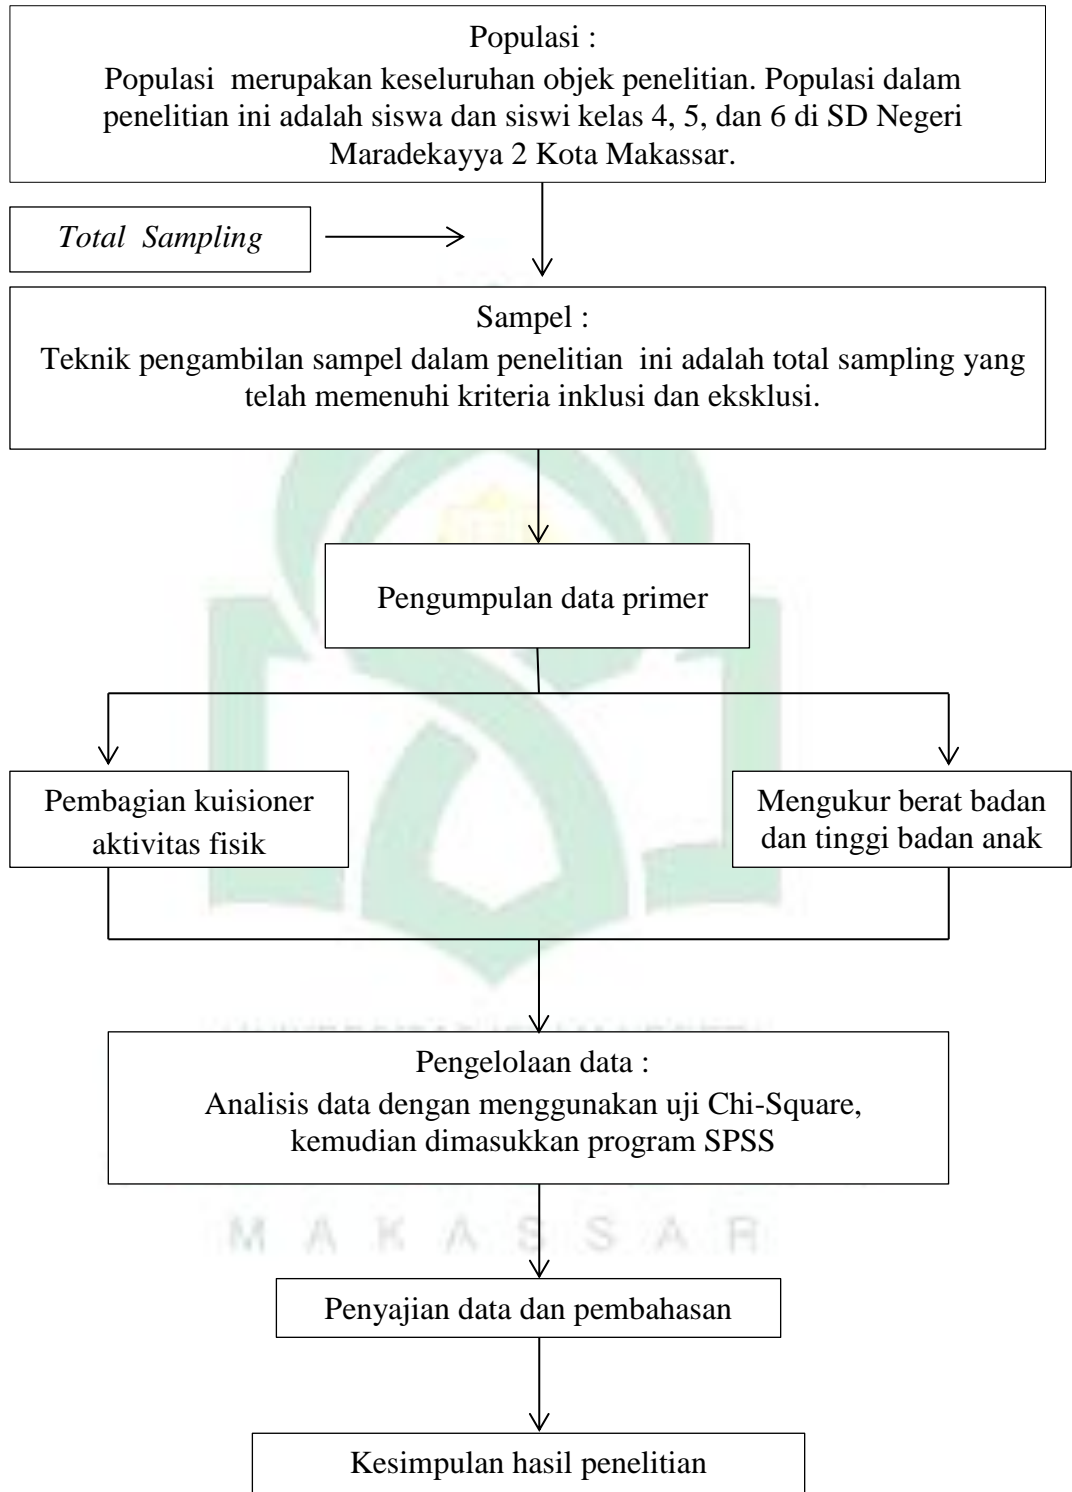 Populasi :
Populasi merupakan keseluruhan objek penelitian. Populasi dalam
penelitian ini adalah siswa dan siswi kelas 4, 5, dan 6 di SD Negeri
Maradekayya 2 Kota Makassar.
Total Sampling
Sampel :
Teknik pengambilan sampel dalam penelitian ini adalah total sampling yang
telah memenuhi kriteria inklusi dan eksklusi.
Pengumpulan data primer
Pembagian kuisioner
aktivitas fisik
Mengukur berat badan
dan tinggi badan anak
Pengelolaan data :
Analisis data dengan menggunakan uji Chi-Square,
kemudian dimasukkan program SPSS
MAKASSAR
Penyajian data dan pembahasan
Kesimpulan hasil penelitian